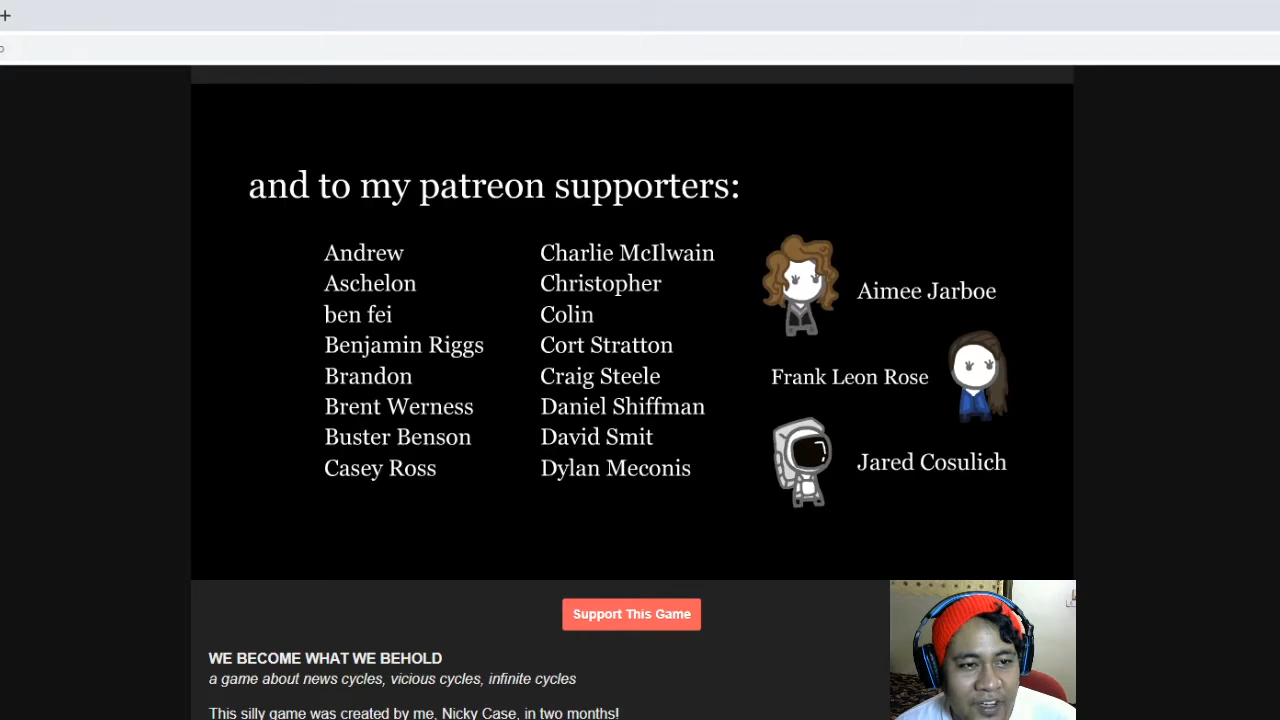 and to my patreon supporters:
Andrew
Aschelon
ben fei
Benjamin Riggs
Brandon
Brent Werness
Buster Benson
Casey Ross
Charlie McIlwain
Christopher
Colin
Cort Stratton
Craig Steele
Daniel Shiffman
David Smit
Dylan Meconis
Aimee Jarboe
Frank Leon Rose
Jared Cosulich
Support This Game
WE BECOME WHAT WE BEHOLD
a game about news cycles, vicious cycles, infinite cycles
This silly game was created by me, Nicky Case, in two months!